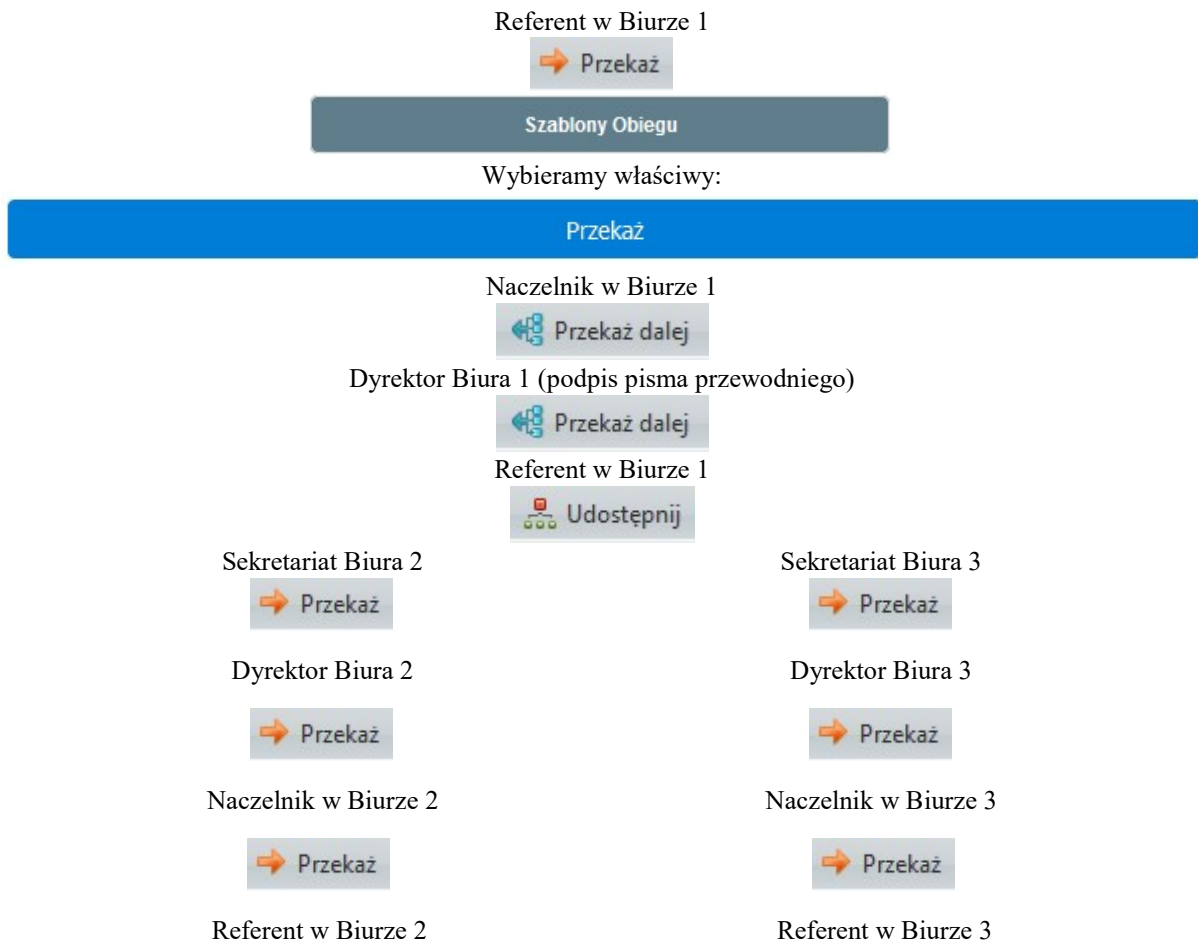 Referent w Biurze 1
Przekaż
Szablony Obiegu
Wybieramy właściwy:
Przekaż
Naczelnik w Biurze 1
Przekaż dalej
Dyrektor Biura 1 (podpis pisma przewodniego)
Przekaż dalej
Referent w Biurze 1
Udostępnij
Sekretariat Biura 2 Sekretariat Biura 3
Przekaż Przekaż
Dyrektor Biura 2 Dyrektor Biura 3
Przekaż Przekaż
Naczelnik w Biurze 2 Naczelnik w Biurze 3
Przekaż Przekaż
Referent w Biurze 2 Referent w Biurze 3